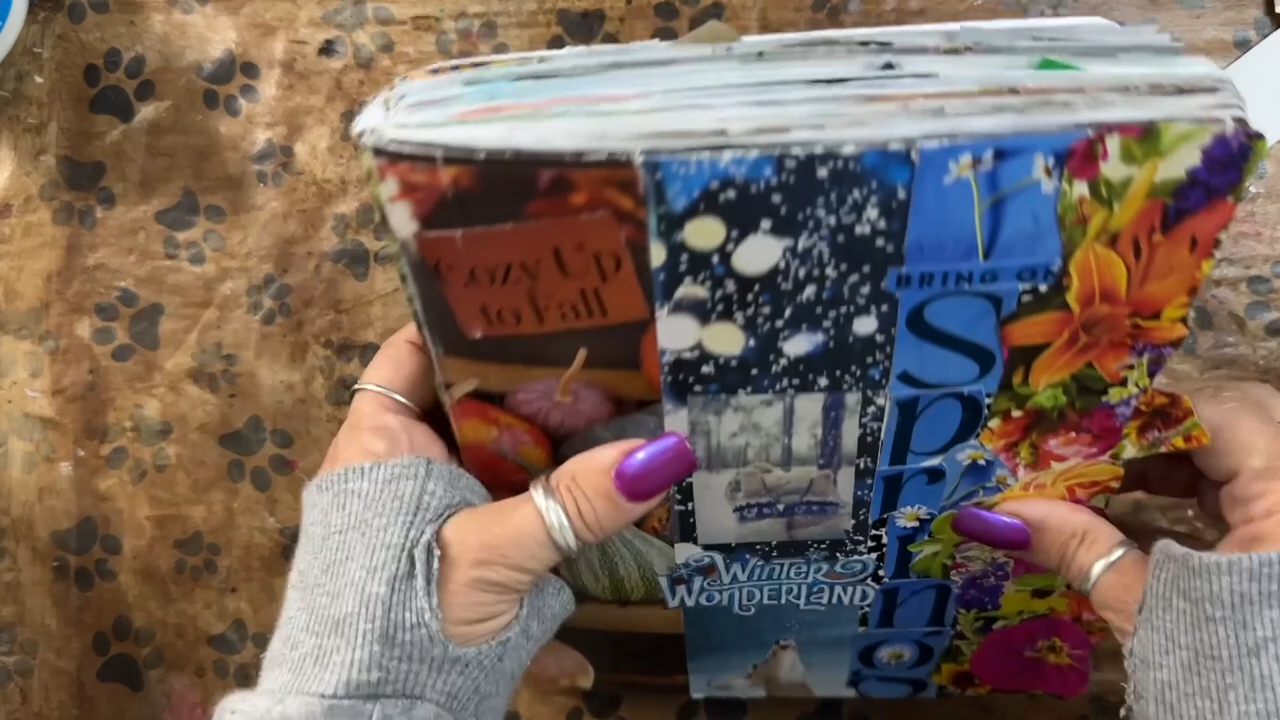 Cozy Up
to Fall
BRING ON
Spring
Winter
Wonderland